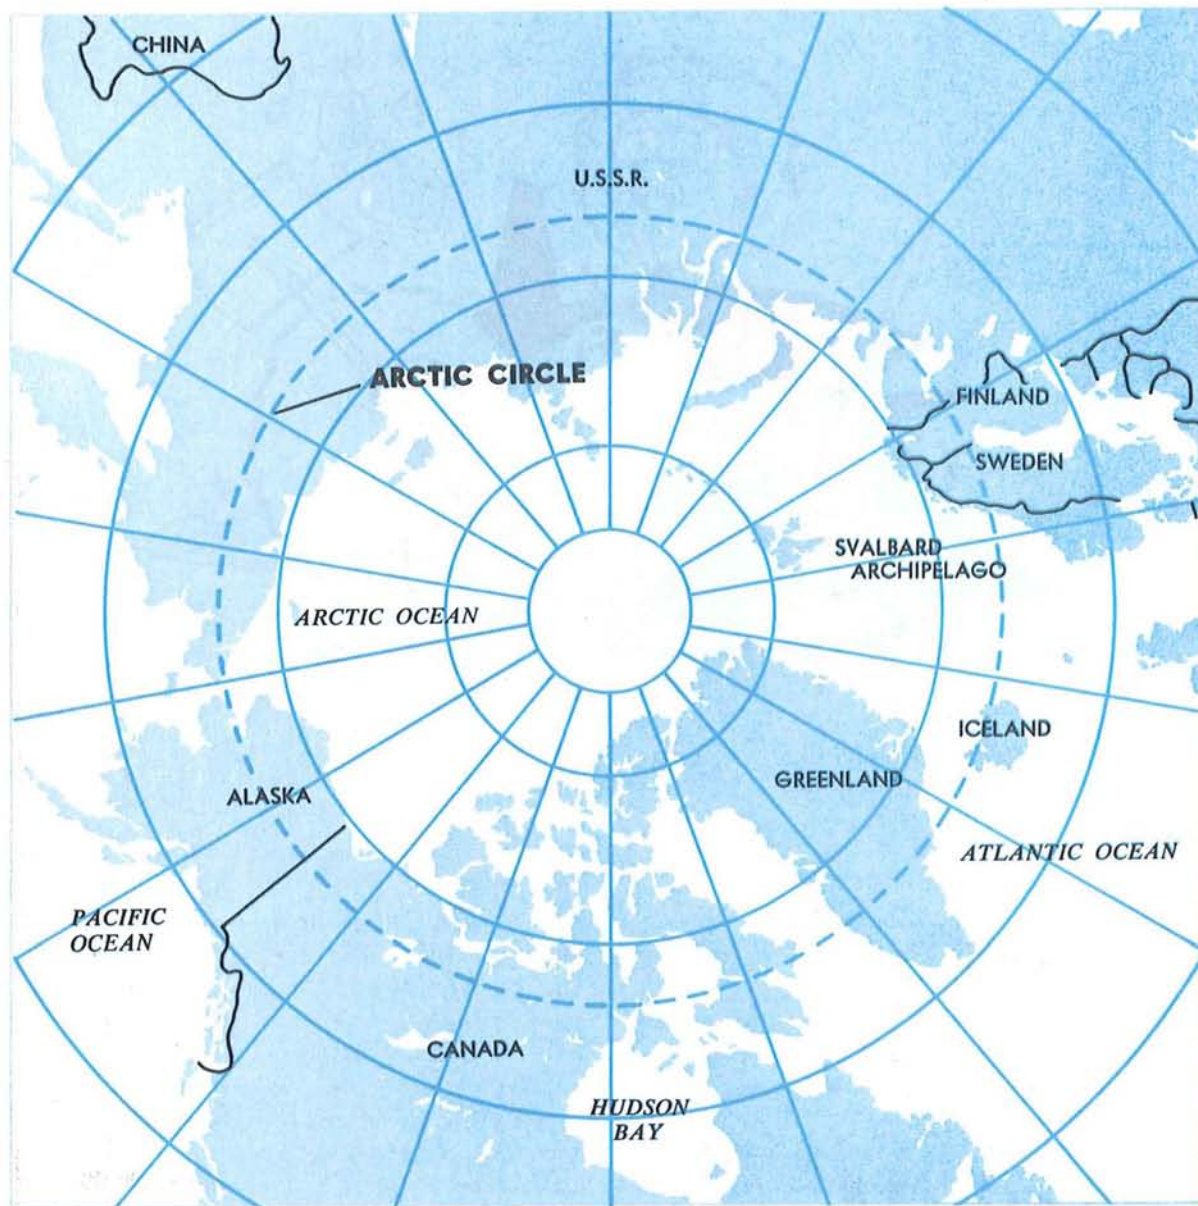 CHINA
U.S.S.R.
ARCTIC CIRCLE
FINLAND
SWEDEN
SVALBARD
ARCHIPELAGO
ARCTIC OCEAN
ICELAND
GREENLAND
ALASKA
ATLANTIC OCEAN
PACIFIC
OCEAN
CANADA
HUDSON
BAY